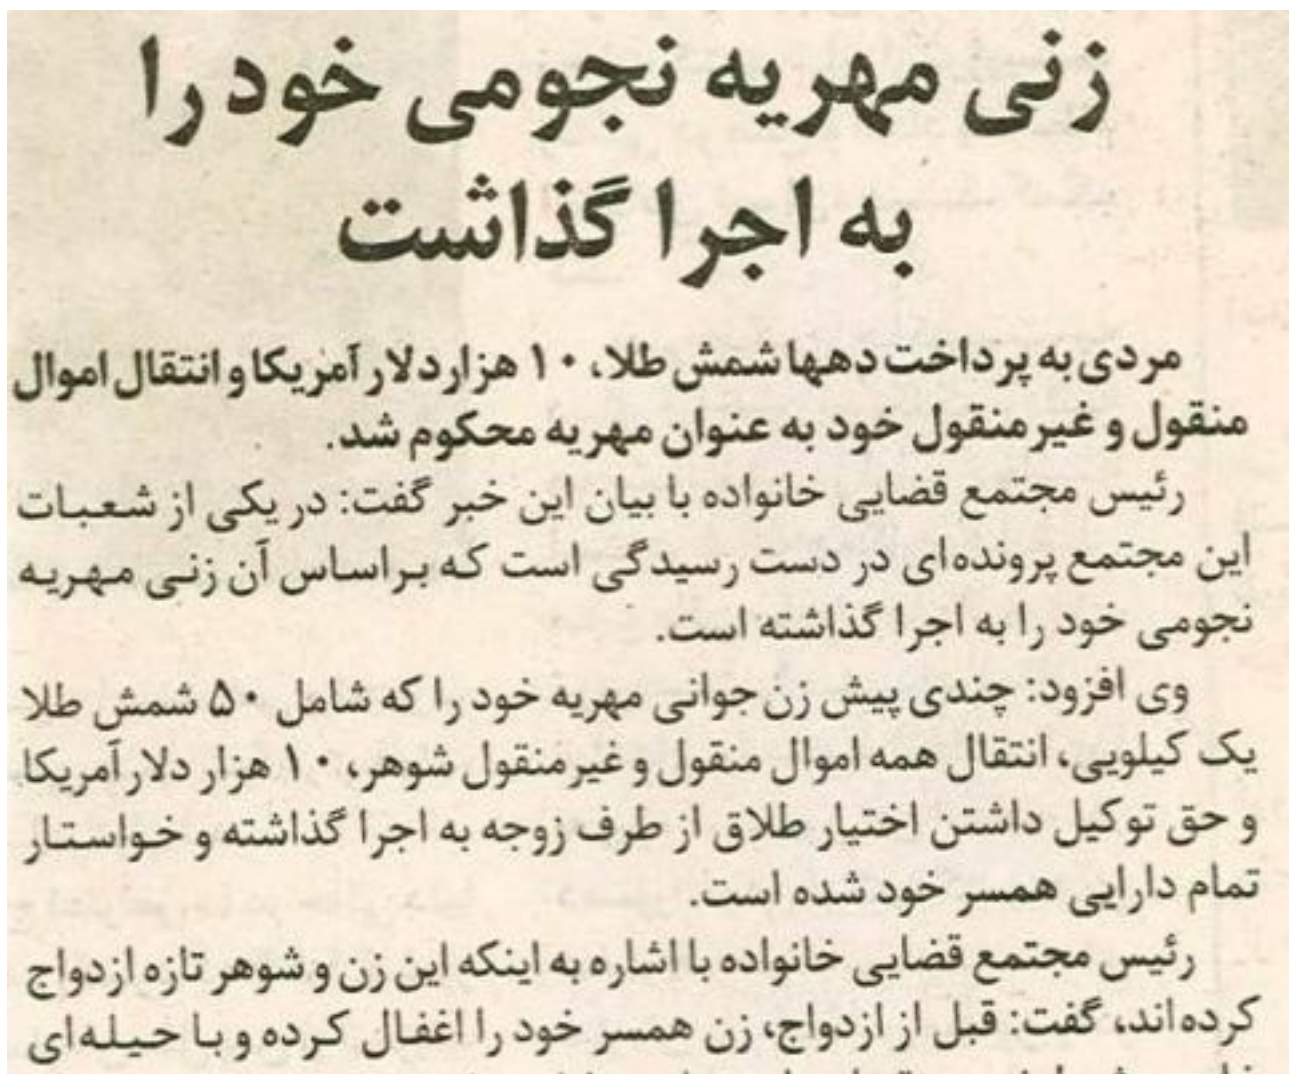 زنی مهریه نجومی خود را
به اجرا گذاشت
مردی به پرداخت دهها شمش طلا، ۱۰ هزار دلار آمریکا و انتقال اموال
منقول و غیر منقول خود به عنوان مهریه محکوم شد.
رئیس مجتمع قضایی خانواده با بیان این خبر گفت: در یکی از شعبات
این مجتمع پرونده‌ای در دست رسیدگی است که براساس آن زنی مهریه
نجومی خود را به اجرا گذاشته است.
وی افزود: چندی پیش زن جوانی مهریه خود را که شامل ۵۰ شمش طلا
یک کیلویی، انتقال همه اموال منقول و غیر منقول شوهر، ۱۰ هزار دلار آمریکا
و حق توکیل داشتن اختیار طلاق از طرف زوجه به اجرا گذاشته و خواستار
تمام دارایی همسر خود شده است.
رئیس مجتمع قضایی خانواده با اشاره به اینکه این زن و شوهر تازه ازدواج
کرده‌اند، گفت: قبل از ازدواج، زن همسر خود را اغفال کرده و با حیله‌ای